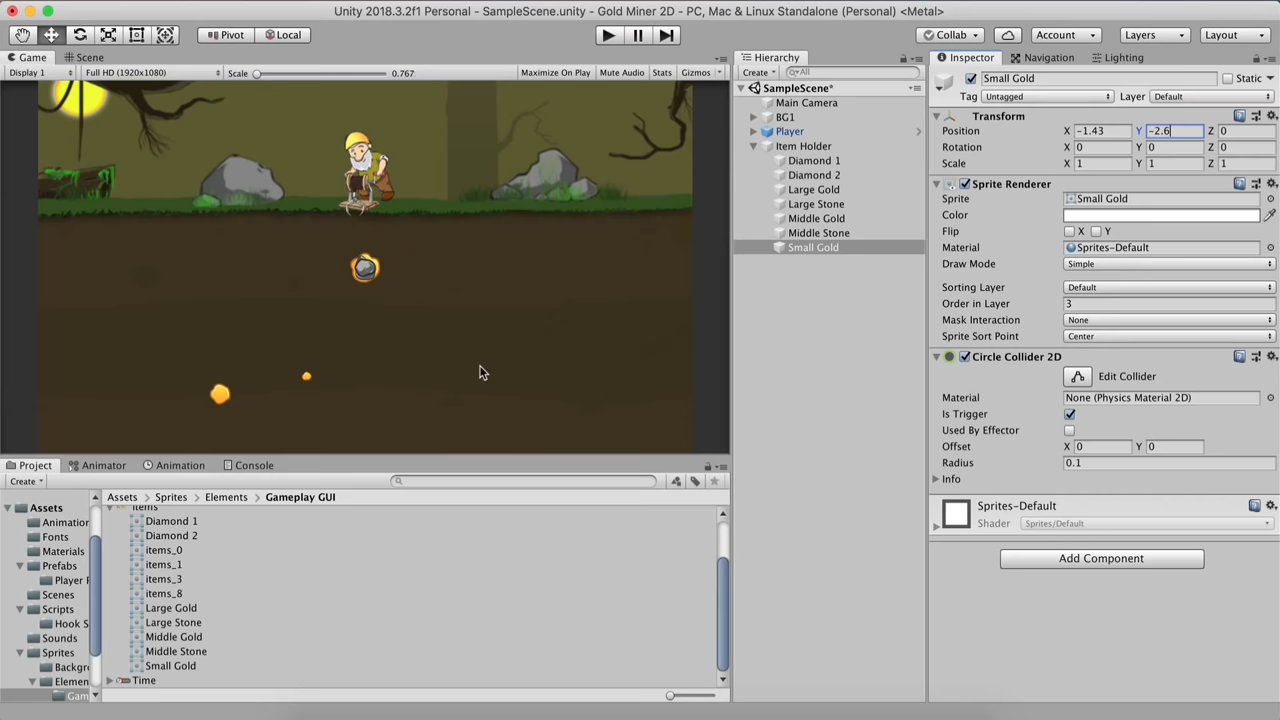 Unity 2018.3.2f1 Personal - SampleScene.unity - Gold Miner 2D - PC, Mac & Linux Standalone (Personal) <Metal>
Pivot Local Collab Account Layers Layout
Game Scene
Display 1 Full HD (1920x1080) Scale 0.767 Maximize On Play Mute Audio Stats Gizmos
Hierarchy
Create All
SampleScene*
Main Camera
BG1
Player
Item Holder
Diamond 1
Diamond 2
Large Gold
Large Stone
Middle Gold
Middle Stone
Small Gold
Inspector Navigation Lighting
Small Gold Static
Tag Untagged Layer Default
Transform
Position X -1.43 Y -2.6 Z 0
Rotation X 0 Y 0 Z 0
Scale X 1 Y 1 Z 1
Sprite Renderer
Sprite Small Gold
Color
Flip X Y
Material Sprites-Default
Draw Mode Simple
Sorting Layer Default
Order in Layer 3
Mask Interaction None
Sprite Sort Point Center
Circle Collider 2D
Edit Collider
Material None (Physics Material 2D)
Is Trigger
Used By Effector
Offset X 0 Y 0
Radius 0.1
Info
Sprites-Default
Shader Sprites/Default
Add Component
Project Animator Animation Console
Create
Assets
Animation
Fonts
Materials
Prefabs
Player P
Scenes
Scripts
Hook S
Sounds
Sprites
Backgro
Elemen
Gam
Assets Sprites Elements Gameplay GUI
items
Diamond 1
Diamond 2
items_0
items_1
items_3
items_8
Large Gold
Large Stone
Middle Gold
Middle Stone
Small Gold
Time